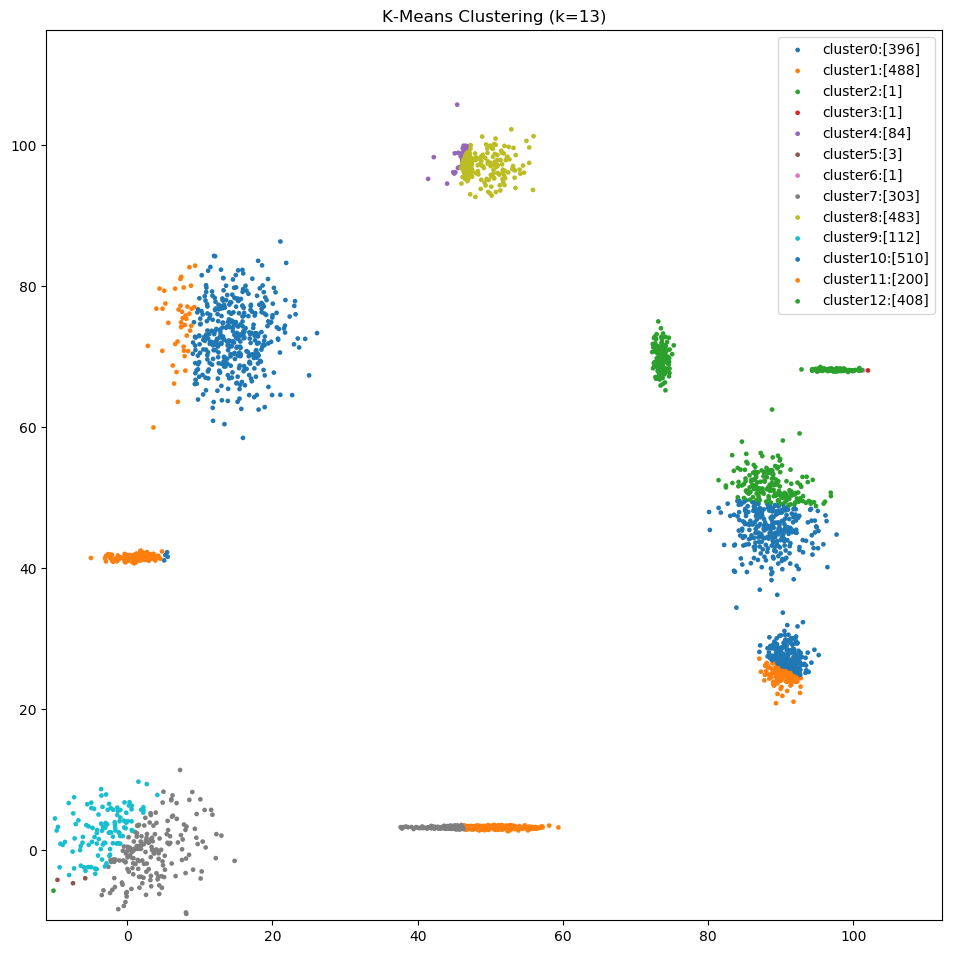 K-Means Clustering (k=13)
cluster0:[396]
cluster1:[488]
cluster2:[1]
cluster3:[1]
cluster4:[84]
cluster5:[3]
cluster6:[1]
cluster7:[303]
cluster8:[483]
cluster9:[112]
cluster10:[510]
cluster11:[200]
cluster12:[408]
100
80
60
40
20
0
0 20 40 60 80 100